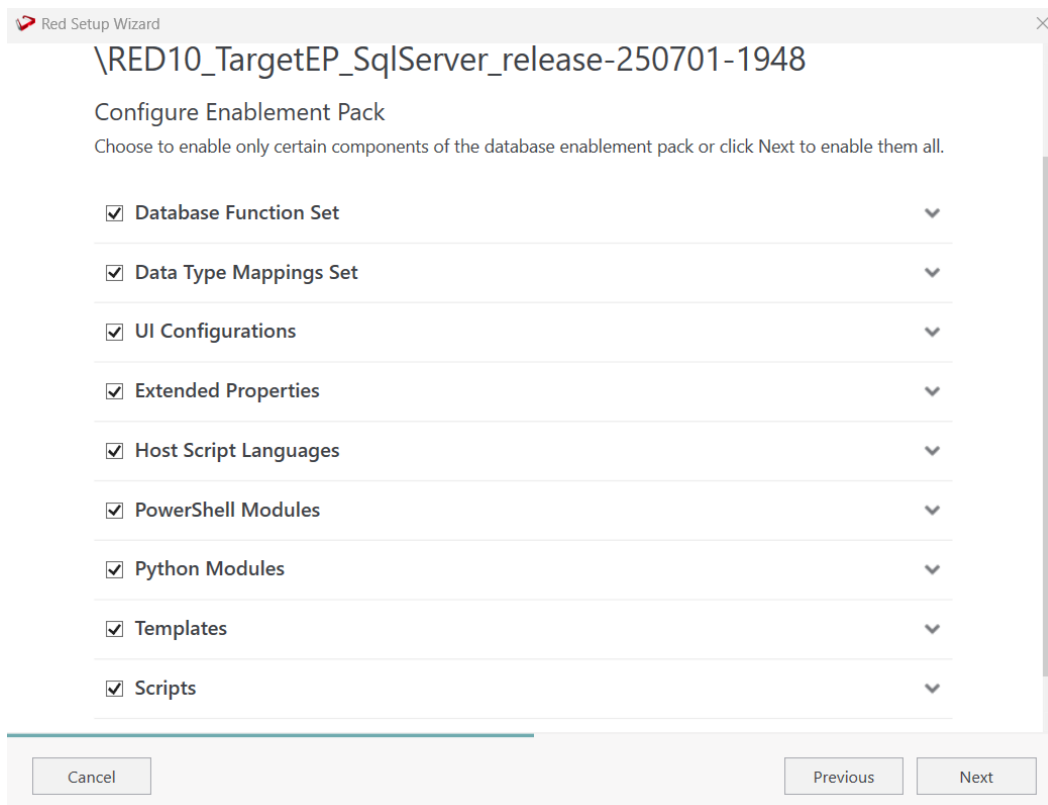 Red Setup Wizard
\RED10_TargetEP_SqlServer_release-250701-1948
Configure Enablement Pack
Choose to enable only certain components of the database enablement pack or click Next to enable them all.
Database Function Set
Data Type Mappings Set
UI Configurations
Extended Properties
Host Script Languages
PowerShell Modules
Python Modules
Templates
Scripts
Cancel
Previous
Next